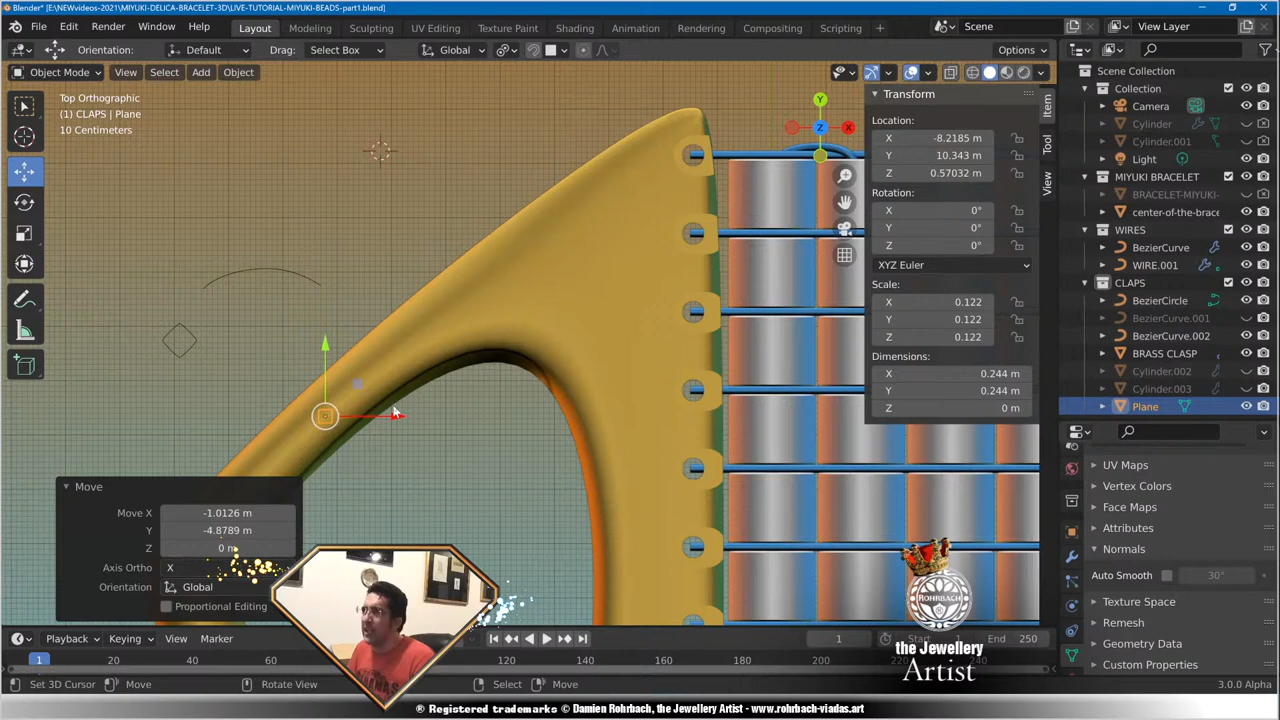 Blender* [E:\NEWvideos-2021\MIYUKI-DELICA-BRACELET-3D\LIVE-TUTORIAL-MIYUKI-BEADS-part1.blend]
File Edit Render Window Help Layout Modeling Sculpting UV Editing Texture Paint Shading Animation Rendering Compositing Scripting + Scene View Layer
Orientation: Default Drag: Select Box Global Options
Object Mode View Select Add Object
Top Orthographic
(1) CLAPS | Plane
10 Centimeters
Y
X
Z
Transform
Location:
X -8.2185 m
Y 10.343 m
Z 0.57032 m
Rotation:
X 0°
Y 0°
Z 0°
XYZ Euler
Scale:
X 0.122
Y 0.122
Z 0.122
Dimensions:
X 0.244 m
Y 0.244 m
Z 0 m
Item
Tool
View
Scene Collection
Collection
Camera
Cylinder
Cylinder.001
Light
MIYUKI BRACELET
BRACELET-MIYUKI-
center-of-the-brace
WIRES
BezierCurve
WIRE.001
CLAPS
BezierCircle
BezierCurve.001
BezierCurve.002
BRASS CLASP
Cylinder.002
Cylinder.003
Plane
UV Maps
Vertex Colors
Face Maps
Attributes
Normals
Auto Smooth 30°
Texture Space
Remesh
Geometry Data
Custom Properties
Move
Move X -1.0126 m
Y -4.8789 m
Z 0 m
Axis Ortho X
Orientation Global
Proportional Editing
ROHRBACH
the Jewellery
Artist
Playback Keying View Marker 1 Start 1 End 250
1 20 40 60 120 140 160 180 200 220 240
Set 3D Cursor Move Rotate View Select Move 3.0.0 Alpha
® Registered trademarks © Damien Rohrbach, the Jewellery Artist - www.rohrbach-viadas.art